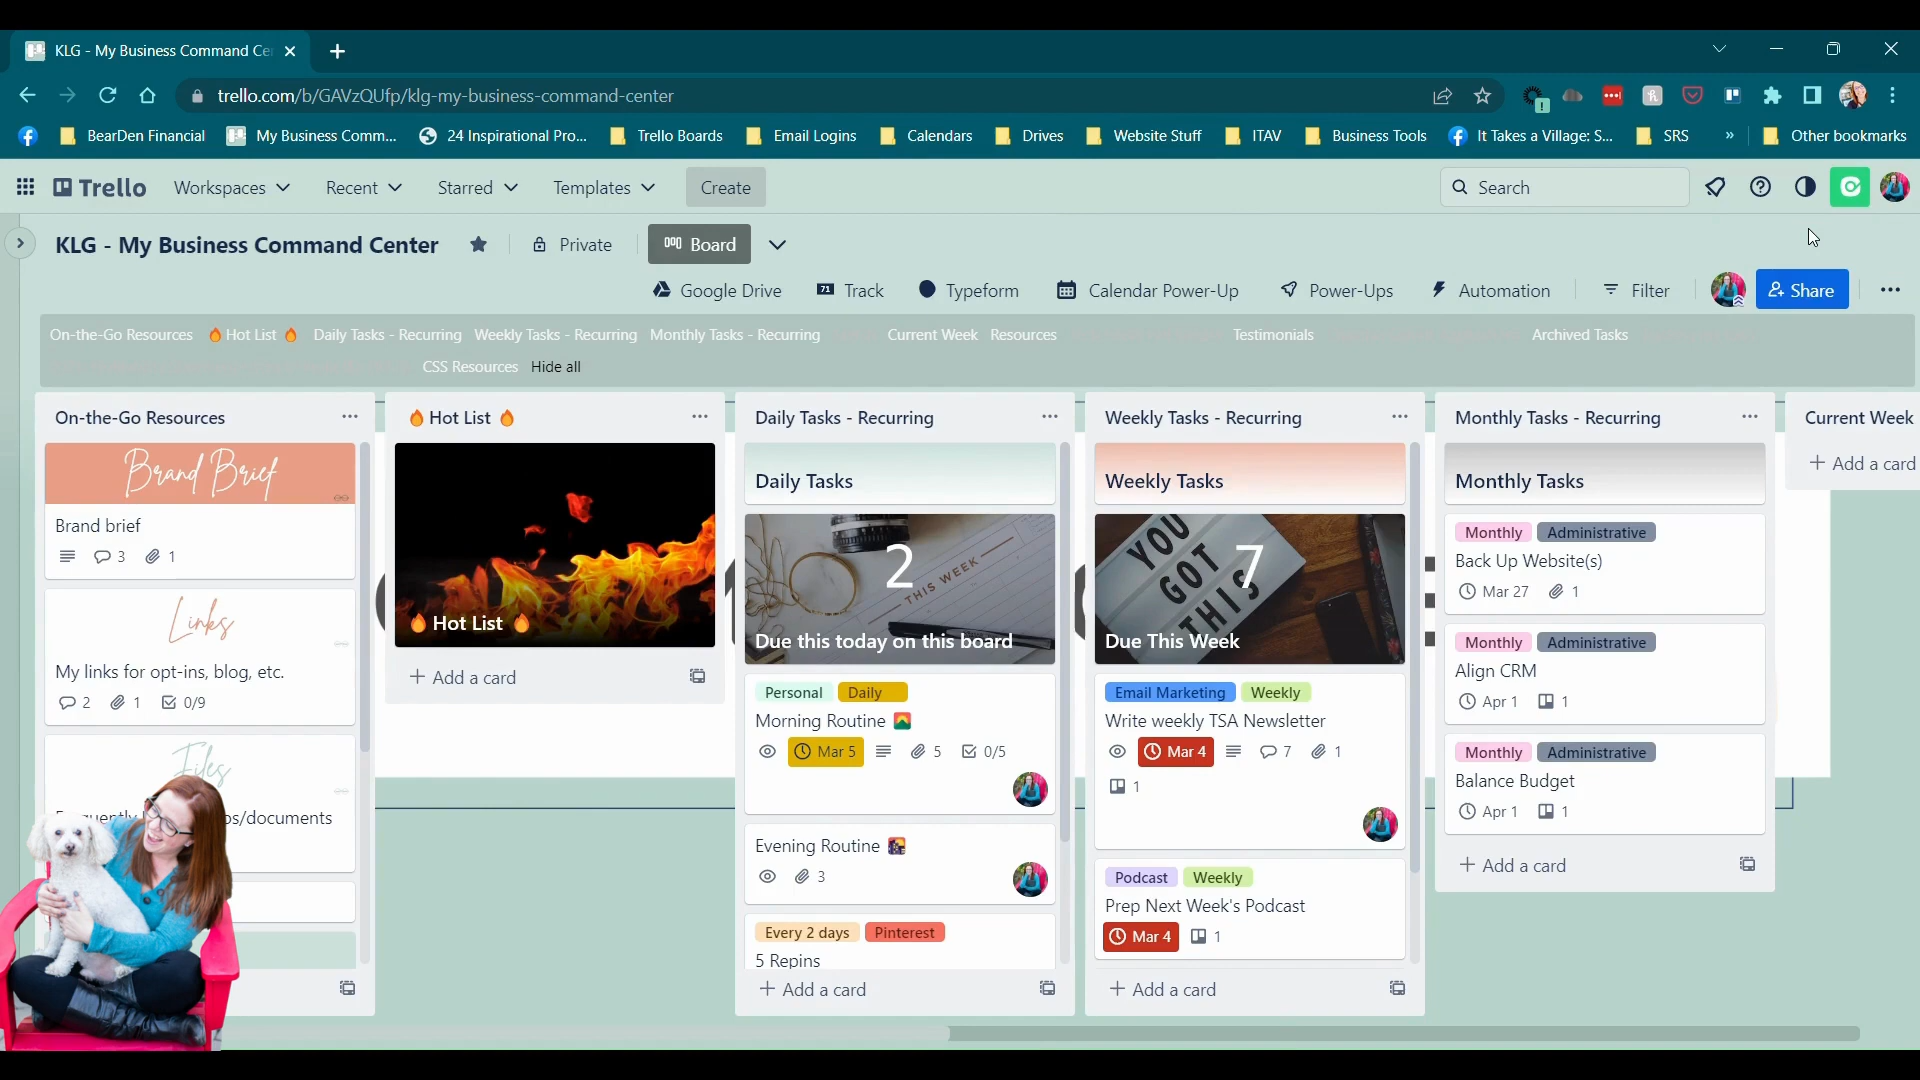 KLG - My Business Command Ce
trello.com/b/GAVzQUfp/klg-my-business-command-center
BearDen Financial
My Business Comm...
24 Inspirational Pro...
Trello Boards
Email Logins
Calendars
Drives
Website Stuff
ITAV
Business Tools
It Takes a Village: S...
SRS
»
Other bookmarks
Trello
Workspaces
Recent
Starred
Templates
Create
Search
KLG - My Business Command Center
Private
Board
Google Drive
Track
Typeform
Calendar Power-Up
Power-Ups
Automation
Filter
Share
On-the-Go Resources
🔥 Hot List 🔥
Daily Tasks - Recurring
Weekly Tasks - Recurring
Monthly Tasks - Recurring
Current Week
Resources
Testimonials
Archived Tasks
CSS Resources
Hide all
On-the-Go Resources
Brand Brief
Brand brief
3
1
Links
My links for opt-ins, blog, etc.
2
1
0/9
Files
os/documents
🔥 Hot List 🔥
🔥 Hot List 🔥
+ Add a card
Daily Tasks - Recurring
Daily Tasks
THIS WEEK
2
Due this today on this board
Personal
Daily
Morning Routine 🌄
Mar 5
5
0/5
Evening Routine 🌇
3
Every 2 days
Pinterest
5 Repins
+ Add a card
Weekly Tasks - Recurring
Weekly Tasks
YOU
GOT
THIS
7
Due This Week
Email Marketing
Weekly
Write weekly TSA Newsletter
Mar 4
7
1
1
Podcast
Weekly
Prep Next Week's Podcast
Mar 4
1
+ Add a card
Monthly Tasks - Recurring
Monthly Tasks
Monthly
Administrative
Back Up Website(s)
Mar 27
1
Monthly
Administrative
Align CRM
Apr 1
1
Monthly
Administrative
Balance Budget
Apr 1
1
+ Add a card
Current Week
+ Add a card